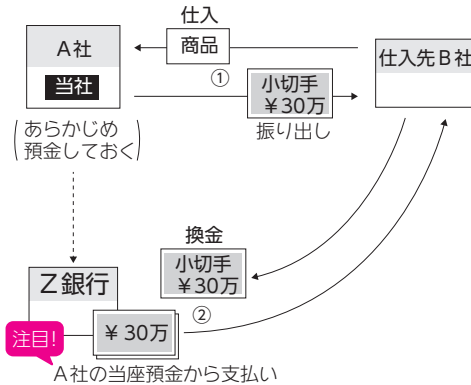 仕入
A社
商品
仕入先B社
①
当社
小切手
￥30万
振り出し
(あらかじめ
預金しておく)
換金
小切手
￥30万
Z銀行
②
注目!
￥30万
A社の当座預金から支払い